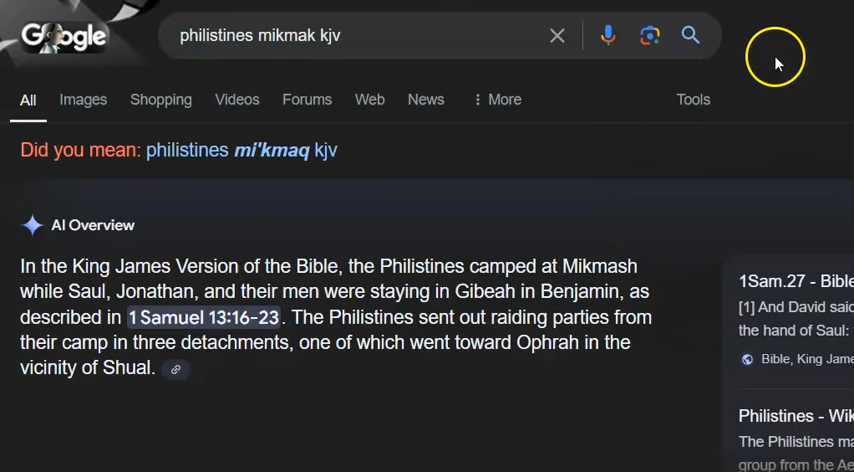 Google
philistines mikmak kjv
All Images Shopping Videos Forums Web News More Tools
Did you mean: philistines mi'kmaq kjv
AI Overview
In the King James Version of the Bible, the Philistines camped at Mikmash
while Saul, Jonathan, and their men were staying in Gibeah in Benjamin, as
described in 1 Samuel 13:16-23. The Philistines sent out raiding parties from
their camp in three detachments, one of which went toward Ophrah in the
vicinity of Shual.
1Sam.27 - Bible
[1] And David said
the hand of Saul:
Bible, King Jame
Philistines - Wik
The Philistines ma
group from the Ae